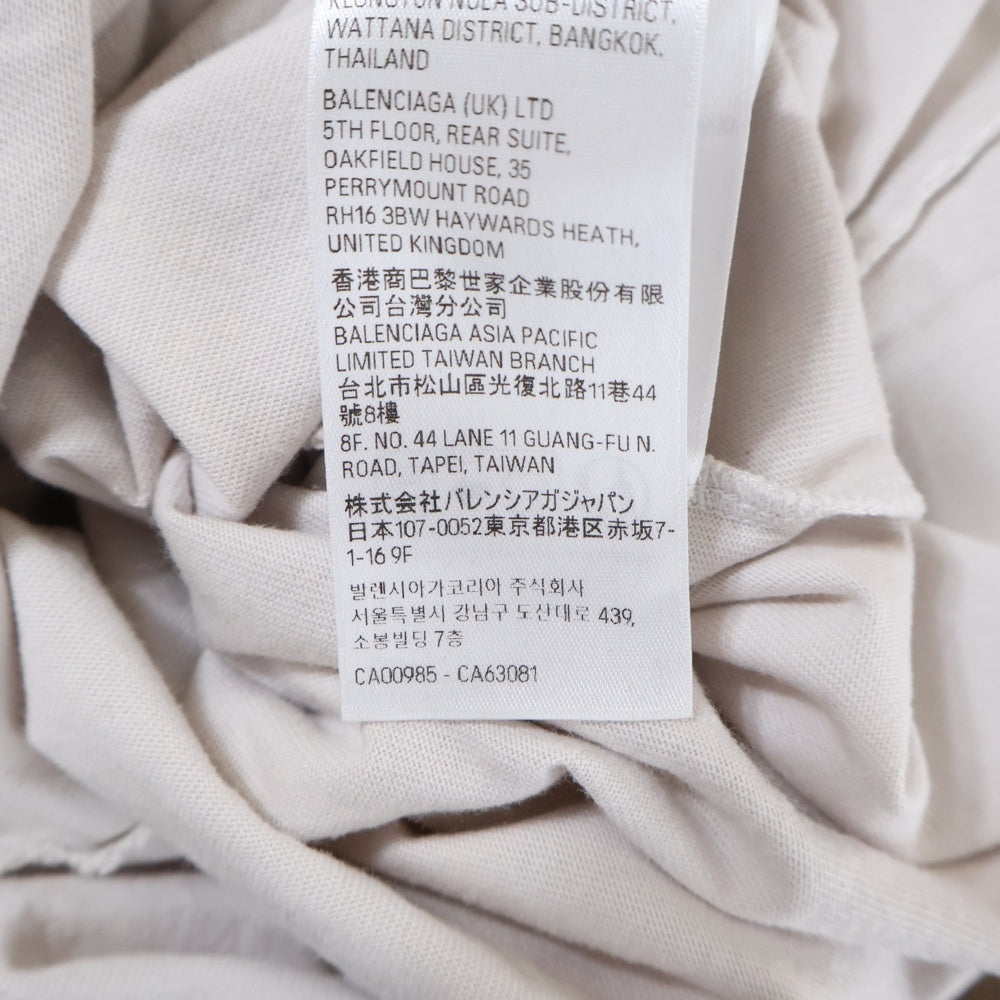 KLONGTON NUEA SUB-DISTRICT,
WATTANA DISTRICT, BANGKOK,
THAILAND
BALENCIAGA (UK) LTD
5TH FLOOR, REAR SUITE,
OAKFIELD HOUSE, 35
PERRYMOUNT ROAD
RH16 3BW HAYWARDS HEATH,
UNITED KINGDOM
香港商巴黎世家企業股份有限
公司台灣分公司
BALENCIAGA ASIA PACIFIC
LIMITED TAIWAN BRANCH
台北市松山區光復北路11巷44
號8樓
8F. NO. 44 LANE 11 GUANG-FU N.
ROAD, TAPEI, TAIWAN
株式会社バレンシアガジャパン
日本107-0052東京都港区赤坂7-
1-16 9F
발렌시아가코리아 주식회사
서울특별시 강남구 도산대로 439,
소봉빌딩 7층
CA00985 - CA63081